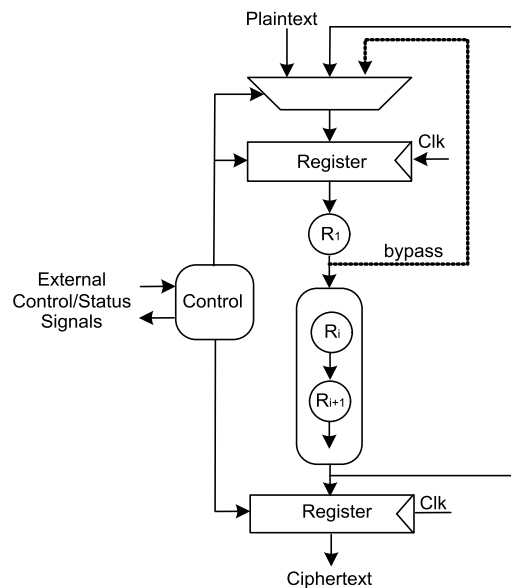 Plaintext
Clk
Register
R1
bypass
External
Control/Status
Signals
Control
Ri
Ri+1
Clk
Register
Ciphertext